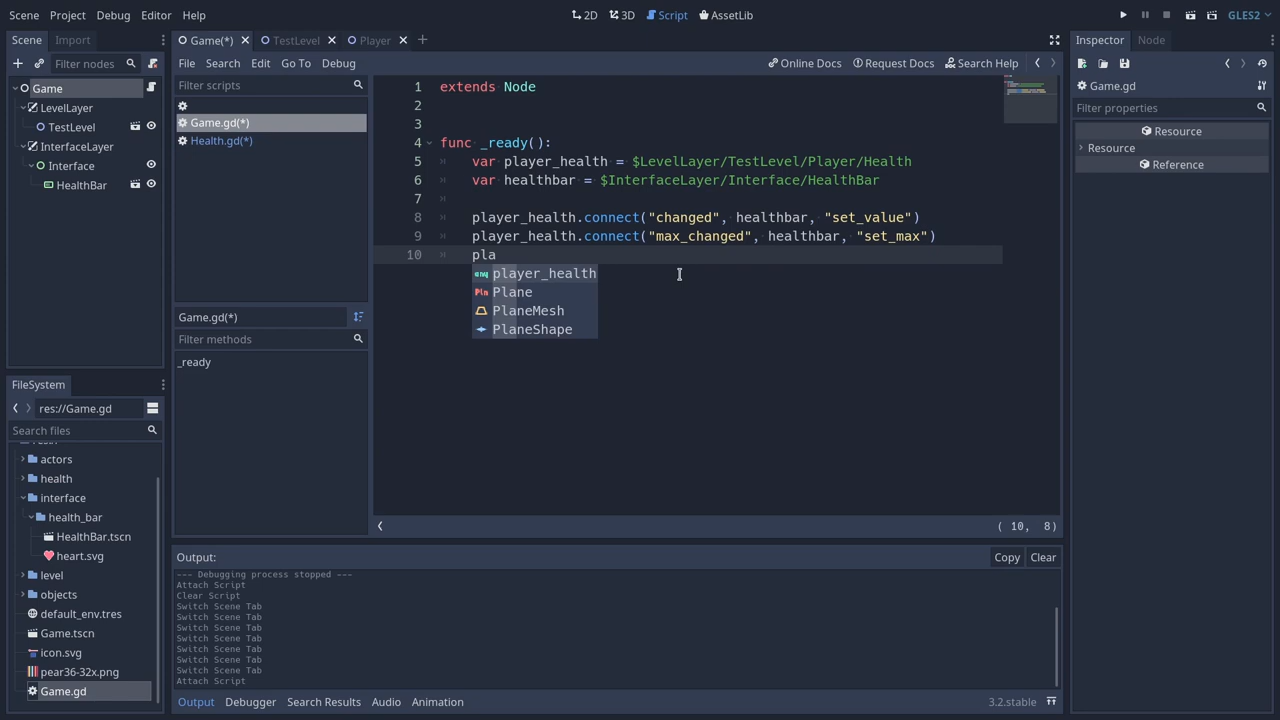 Scene Project Debug Editor Help
2D 3D Script AssetLib
GLES2
Scene Import
Filter nodes
Game
LevelLayer
TestLevel
InterfaceLayer
Interface
HealthBar
FileSystem
res://Game.gd
Search files
actors
health
interface
health_bar
HealthBar.tscn
heart.svg
level
objects
default_env.tres
Game.tscn
icon.svg
pear36-32x.png
Game.gd
Game(*) TestLevel Player
File Search Edit Go To Debug
Online Docs Request Docs Search Help
Filter scripts
Game.gd(*)
Health.gd(*)
Game.gd(*)
Filter methods
_ready
1 extends Node
2
3
4 func _ready():
5 var player_health = $LevelLayer/TestLevel/Player/Health
6 var healthbar = $InterfaceLayer/Interface/HealthBar
7
8 player_health.connect("changed", healthbar, "set_value")
9 player_health.connect("max_changed", healthbar, "set_max")
10 pla
player_health
Plane
PlaneMesh
PlaneShape
( 10, 8)
Output:
Copy Clear
--- Debugging process stopped ---
Attach Script
Clear Script
Switch Scene Tab
Switch Scene Tab
Switch Scene Tab
Switch Scene Tab
Switch Scene Tab
Switch Scene Tab
Switch Scene Tab
Attach Script
Output Debugger Search Results Audio Animation
3.2.stable
Inspector Node
Game.gd
Filter properties
Resource
Resource
Reference